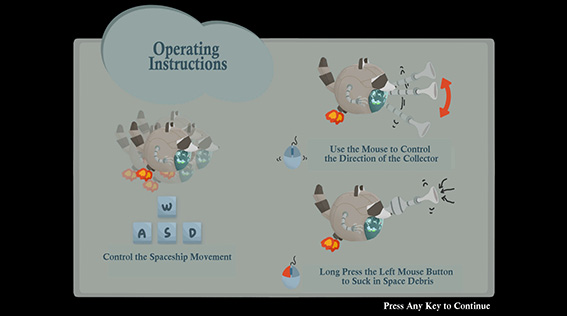 Operating
Instructions
Use the Mouse to Control
the Direction of the Collector
W
A S D
Control the Spaceship Movement
Long Press the Left Mouse Button
to Suck in Space Debris
Press Any Key to Continue